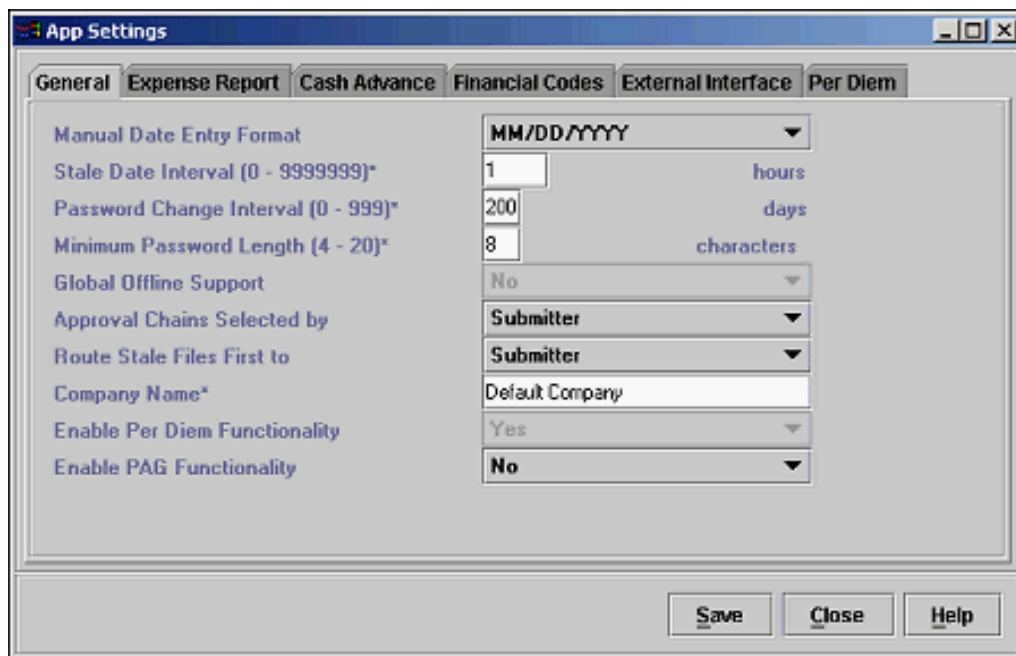 App Settings
General Expense Report Cash Advance Financial Codes External Interface Per Diem
Manual Date Entry Format MM/DD/YYYY
Stale Date Interval (0 - 9999999)* 1 hours
Password Change Interval (0 - 999)* 200 days
Minimum Password Length (4 - 20)* 8 characters
Global Offline Support No
Approval Chains Selected by Submitter
Route Stale Files First to Submitter
Company Name* Default Company
Enable Per Diem Functionality Yes
Enable PAG Functionality No
Save Close Help